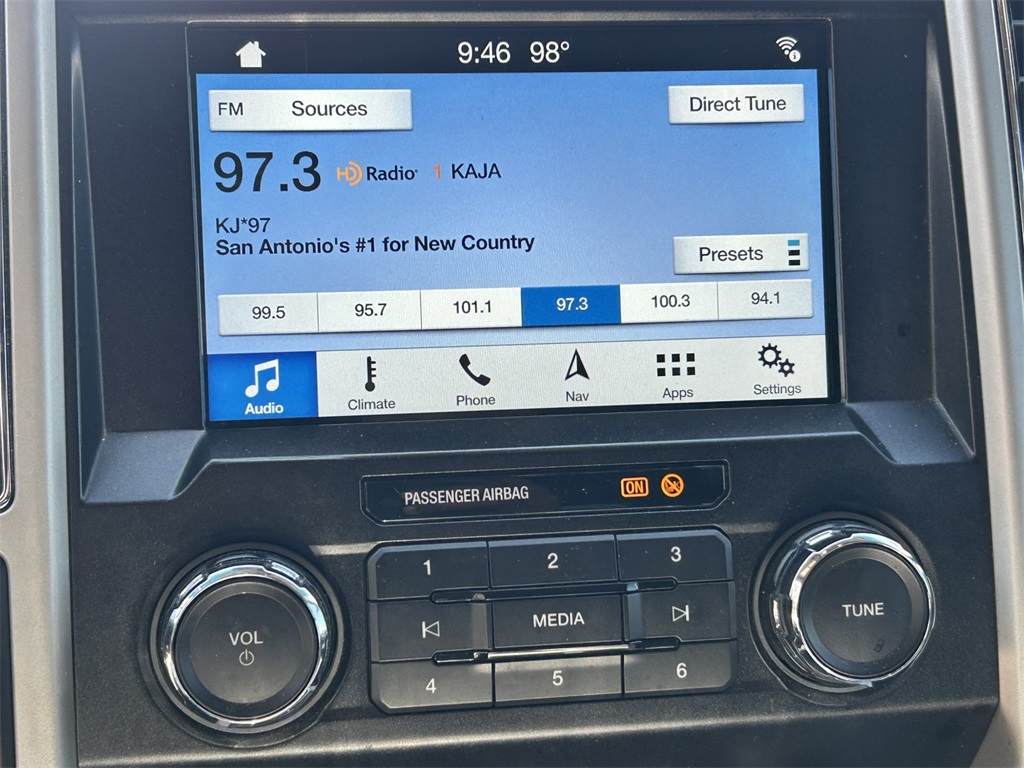 9:46 98°
FM Sources
Direct Tune
97.3 HD Radio 1 KAJA
KJ*97
San Antonio's #1 for New Country
Presets
99.5 95.7 101.1 97.3 100.3 94.1
Audio Climate Phone Nav Apps Settings
PASSENGER AIRBAG ON
1 2 3
VOL MEDIA TUNE
4 5 6